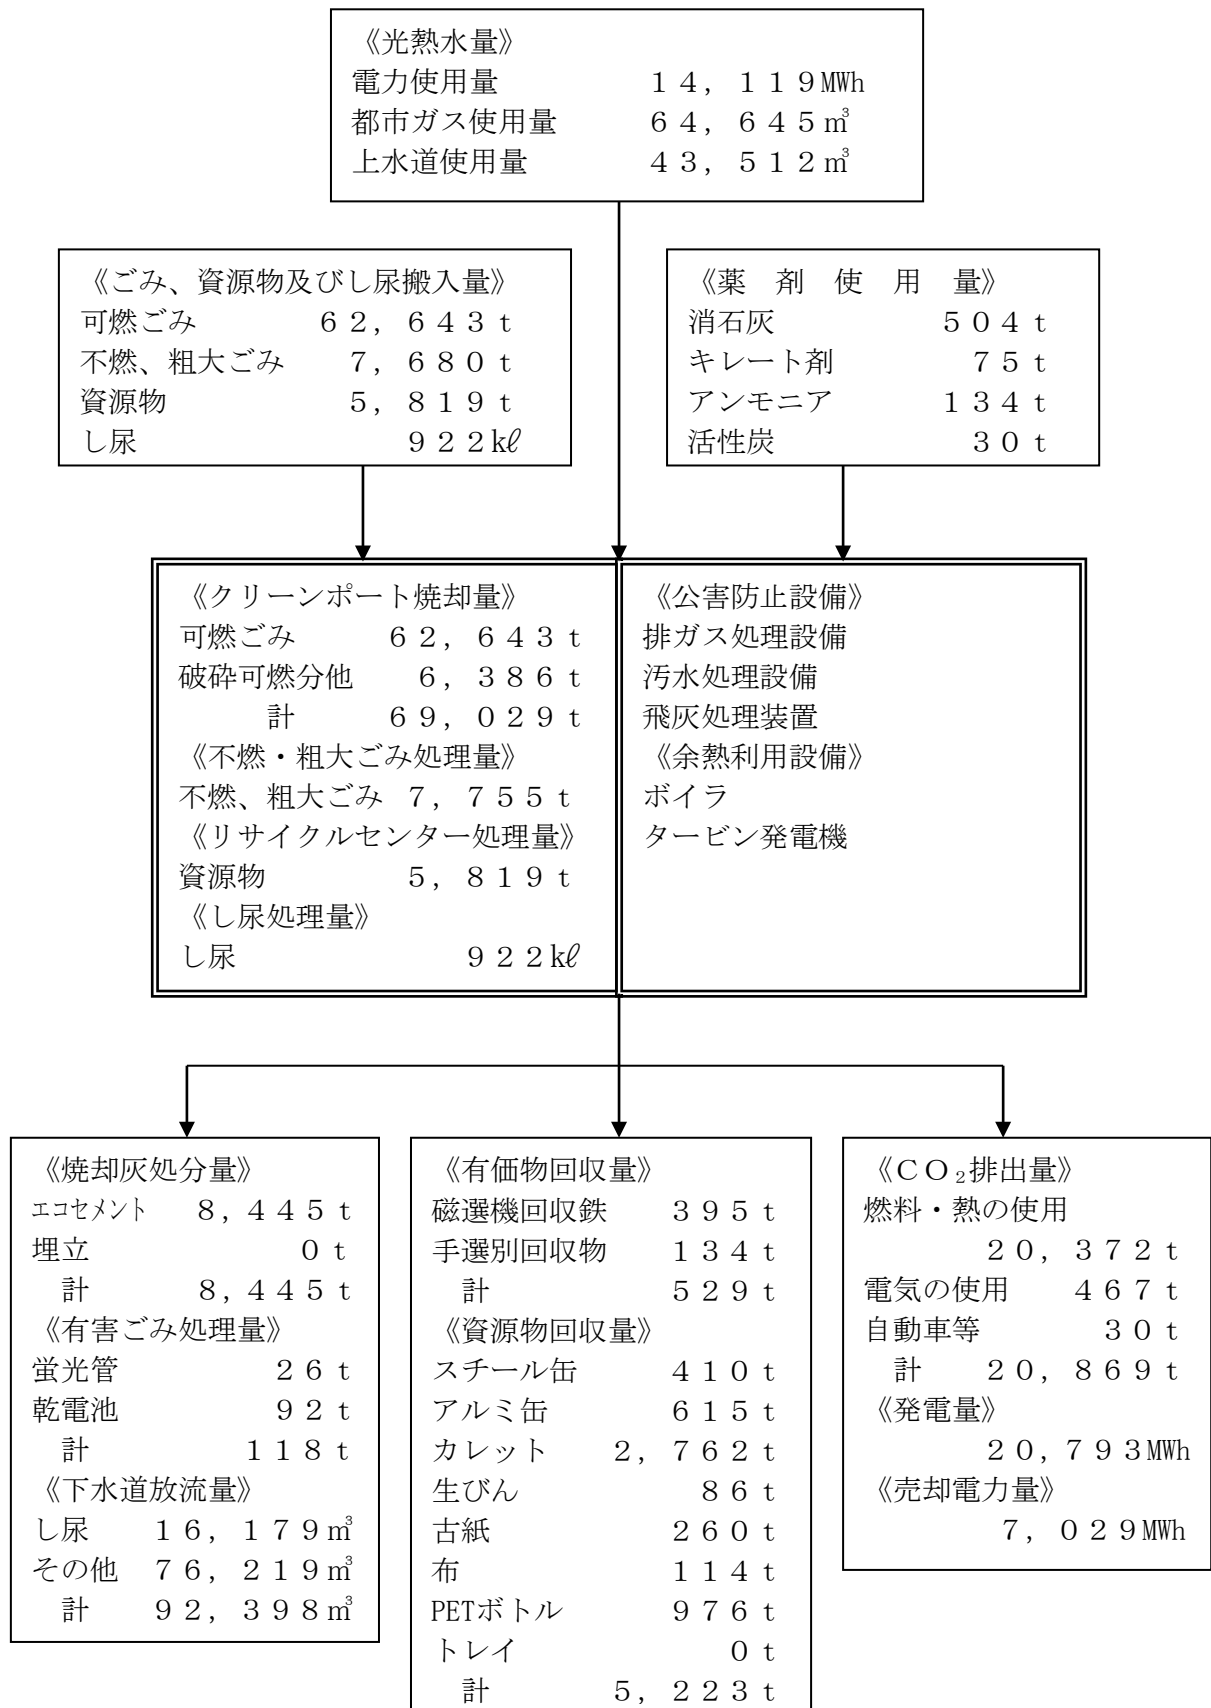 《光熱水量》
電力使用量 １４，１１９MWh
都市ガス使用量 ６４，６４５㎥
上水道使用量 ４３，５１２㎥
《ごみ、資源物及びし尿搬入量》
可燃ごみ ６２，６４３ｔ
不燃、粗大ごみ ７，６８０ｔ
資源物 ５，８１９ｔ
し尿 ９２２kℓ
《薬 剤 使 用 量》
消石灰 ５０４ｔ
キレート剤 ７５ｔ
アンモニア １３４ｔ
活性炭 ３０ｔ
《クリーンポート焼却量》
可燃ごみ ６２，６４３ｔ
破砕可燃分他 ６，３８６ｔ
計 ６９，０２９ｔ
《不燃・粗大ごみ処理量》
不燃、粗大ごみ ７，７５５ｔ
《リサイクルセンター処理量》
資源物 ５，８１９ｔ
《し尿処理量》
し尿 ９２２kℓ
《公害防止設備》
排ガス処理設備
汚水処理設備
飛灰処理装置
《余熱利用設備》
ボイラ
タービン発電機
《焼却灰処分量》
エコセメント ８，４４５ｔ
埋立 ０ｔ
計 ８，４４５ｔ
《有害ごみ処理量》
蛍光管 ２６ｔ
乾電池 ９２ｔ
計 １１８ｔ
《下水道放流量》
し尿 １６，１７９㎥
その他 ７６，２１９㎥
計 ９２，３９８㎥
《有価物回収量》
磁選機回収鉄 ３９５ｔ
手選別回収物 １３４ｔ
計 ５２９ｔ
《資源物回収量》
スチール缶 ４１０ｔ
アルミ缶 ６１５ｔ
カレット ２，７６２ｔ
生びん ８６ｔ
古紙 ２６０ｔ
布 １１４ｔ
PETボトル ９７６ｔ
トレイ ０ｔ
計 ５，２２３ｔ
《ＣＯ₂排出量》
燃料・熱の使用
２０，３７２ｔ
電気の使用 ４６７ｔ
自動車等 ３０ｔ
計 ２０，８６９ｔ
《発電量》
２０，７９３MWh
《売却電力量》
７，０２９MWh